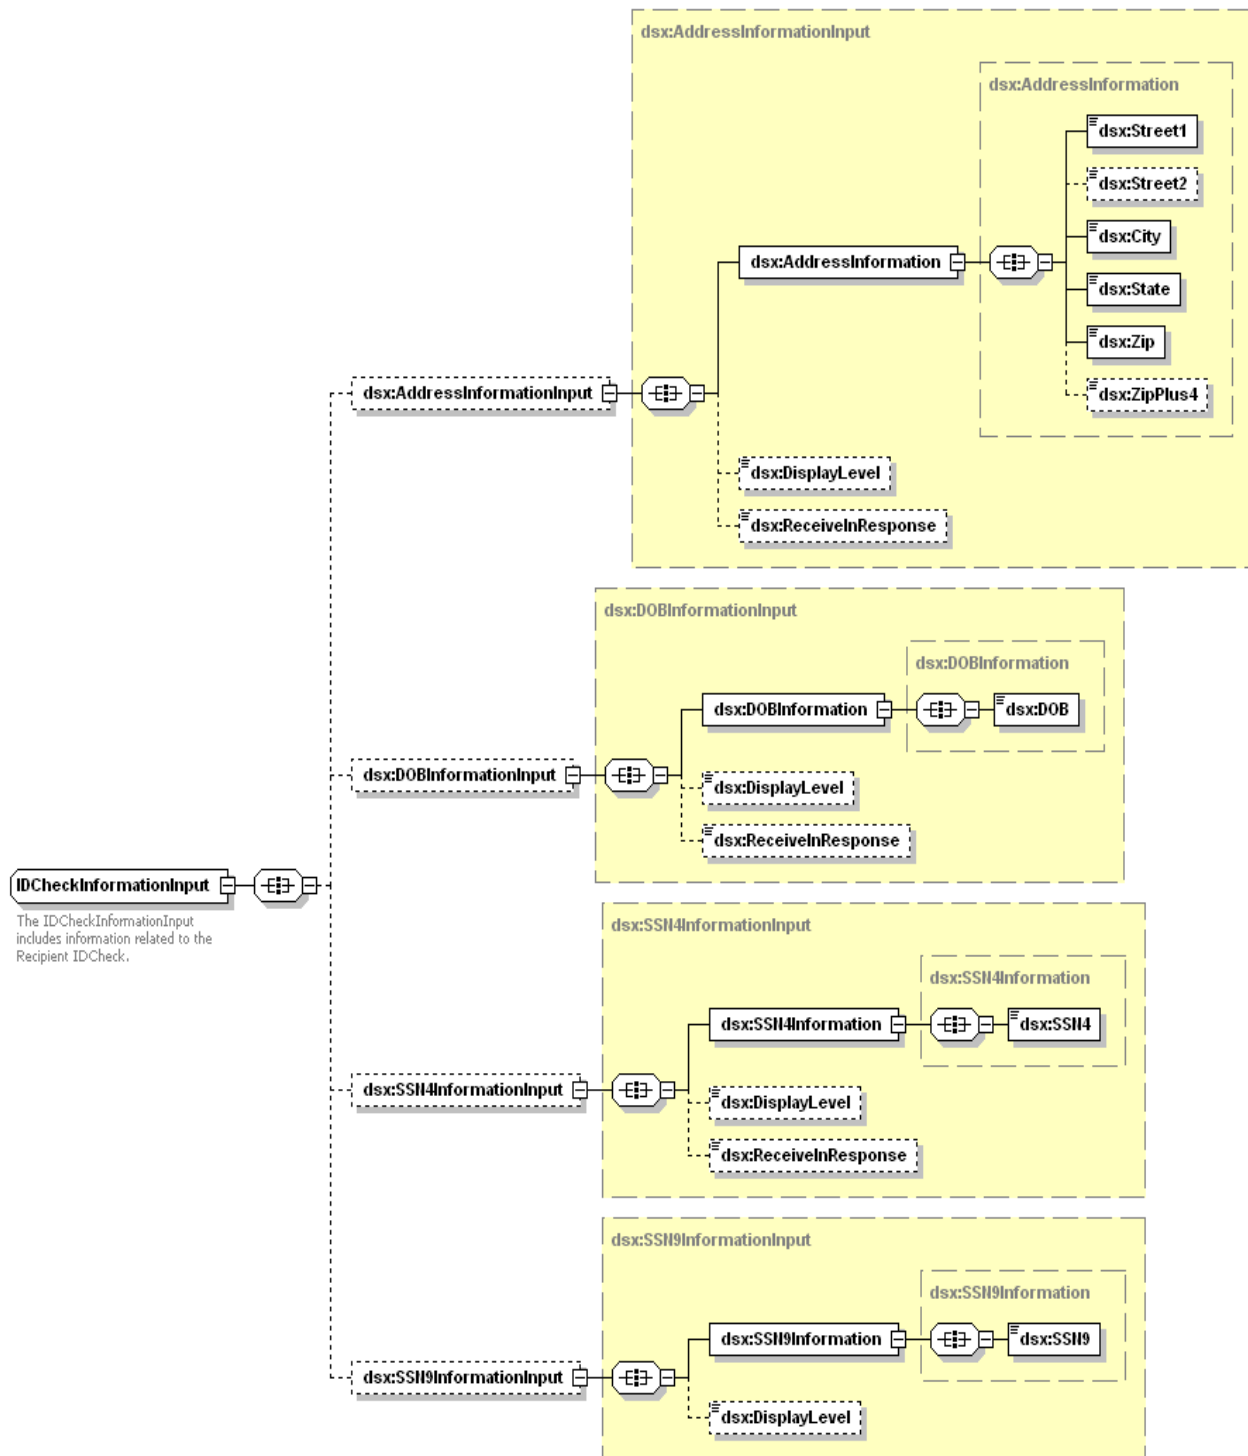 dsx:AddressInformationInput
dsx:AddressInformation
dsx:Street1
dsx:Street2
dsx:City
dsx:AddressInformation
dsx:State
dsx:Zip
dsx:AddressInformationInput
dsx:ZipPlus4
dsx:DisplayLevel
dsx:ReceiveInResponse
dsx:DOBInformationInput
dsx:DOBInformation
dsx:DOBInformation
dsx:DOB
dsx:DOBInformationInput
dsx:DisplayLevel
dsx:ReceiveInResponse
IDCheckInformationInput
The IDCheckInformationInput
includes information related to the
Recipient IDCheck.
dsx:SSN4InformationInput
dsx:SSN4Information
dsx:SSN4Information
dsx:SSN4
dsx:SSN4InformationInput
dsx:DisplayLevel
dsx:ReceiveInResponse
dsx:SSN9InformationInput
dsx:SSN9Information
dsx:SSN9Information
dsx:SSN9
dsx:SSN9InformationInput
dsx:DisplayLevel